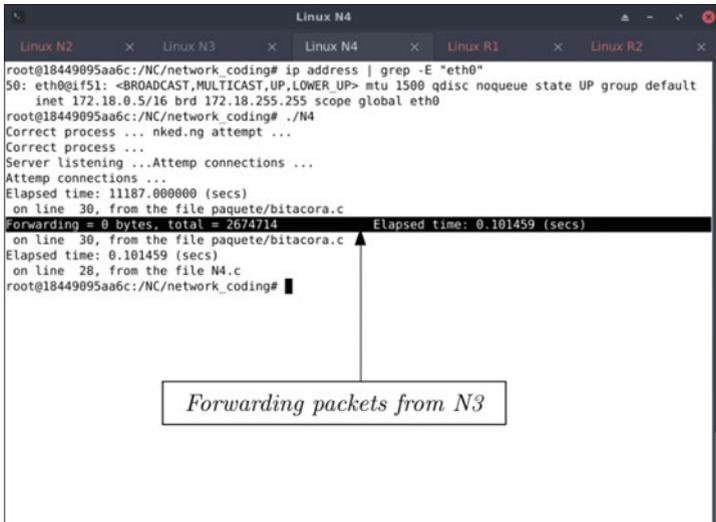 Linux N4
Linux N2 × Linux N3 × Linux N4 × Linux R1 × Linux R2 ×
root@18449095aa6c:/NC/network_coding# ip address | grep -E "eth0"
50: eth0@if51: <BROADCAST,MULTICAST,UP,LOWER_UP> mtu 1500 qdisc noqueue state UP group default
inet 172.18.0.5/16 brd 172.18.255.255 scope global eth0
root@18449095aa6c:/NC/network_coding# ./N4
Correct process ... nked.ng attempt ...
Correct process ...
Server listening ...Attemp connections ...
Attemp connections ...
Elapsed time: 11187.000000 (secs)
on line 30, from the file paquete/bitacora.c
Forwarding = 0 bytes, total = 2674714 Elapsed time: 0.101459 (secs)
on line 30, from the file paquete/bitacora.c
Elapsed time: 0.101459 (secs)
on line 28, from the file N4.c
root@18449095aa6c:/NC/network_coding#
Forwarding packets from N3